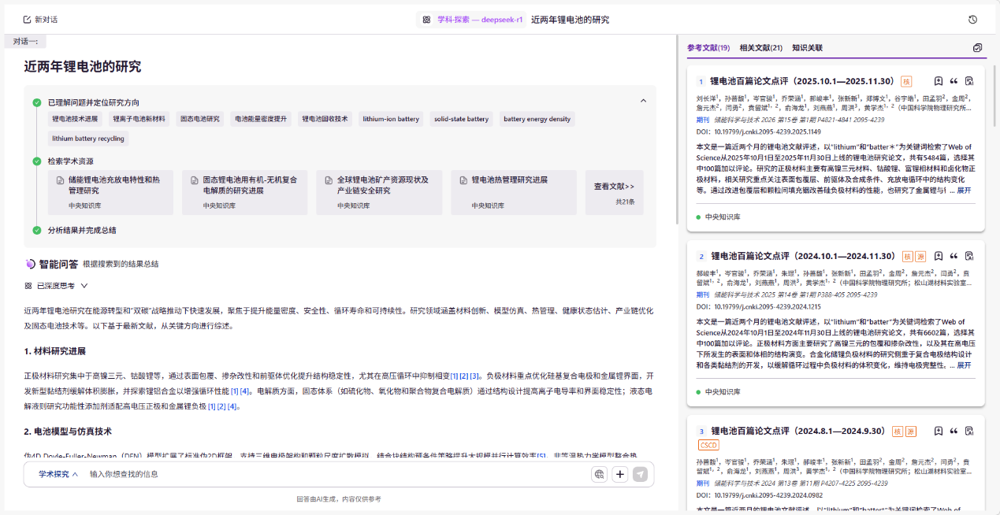 新对话
学科·探索 — deepseek-r1 近两年锂电池的研究
对话一:
近两年锂电池的研究
已理解问题并定位研究方向
锂电池技术进展 锂离子电池新材料 固态电池研究 电池能量密度提升 锂电池回收技术 lithium-ion battery solid-state battery battery energy density
lithium battery recycling
检索学术资源
储能锂电池充放电特性和热
管理研究
中央知识库
固态锂电池用有机-无机复合
电解质的研究进展
中央知识库
全球锂电池矿产资源现状及
产业链安全研究
中央知识库
锂电池热管理研究进展
中央知识库
查看文献>>
共21条
分析结果并完成总结
智能问答 根据搜索到的结果总结
已深度思考
近两年锂电池研究在能源转型和“双碳”战略推动下快速发展，聚焦于提升能量密度、安全性、循环寿命和可持续性。研究领域涵盖材料创新、模型仿真、热管理、健康状态估计、产业链优化
及固态电池技术等。以下基于最新文献，从关键方向进行综述。
1. 材料研究进展
正极材料研究集中于高镍三元、钴酸锂等，通过表面包覆、掺杂改性和前驱体优化提升结构稳定性，尤其在高压循环中抑制相变[1] [2] [3]。负极材料重点优化硅基复合电极和金属锂界面，开
发新型黏结剂缓解体积膨胀，并探索锂铝合金以增强循环性能 [1] [4]。电解质方面，固态体系（如硫化物、氧化物和聚合物复合电解质）通过结构设计提高离子电导率和界面稳定性；液态电
解液则研究功能性添加剂适配高电压正极和金属锂负极 [1] [2] [4]。
2. 电池模型与仿真技术
伪4D Doyle-Fuller-Newman（DFN）模型扩展了标准伪2D框架，支持三维电极架构和颗粒尺度扩散模拟，结合块结构预条件策略提升大规模并行计算效率[5]。非等温热力学模型整合热
学术探究 输入你想查找的信息
回答由AI生成，内容仅供参考
参考文献(19) 相关文献(21) 知识关联
1 锂电池百篇论文点评（2025.10.1—2025.11.30） 核
刘长洋1，孙蔷馥1，岑官骏1，乔荣涵1，郝峻丰1，张新新1，郑博文1，谷宇皓1，田孟羽2，金周2，
詹元杰2，闫勇2，贲留斌1，2，俞海龙1，刘燕燕1，周洪3，黄学杰1，2（中国科学院物理研究所...
期刊 储能科学与技术 2026 第15卷 第1期 P4821-4841 2095-4239
DOI：10.19799/j.cnki.2095-4239.2025.1149
本文是一篇近两个月的锂电池文献评述，以“lithium”和“batter＊”为关键词检索了Web of
Science从2025年10月1日至2025年11月30日上线的锂电池研究论文，共有5484篇，选择其
中100篇加以评论。研究的正极材料主要有高镍三元材料、钴酸锂、富锂相材料和卤化物正
极材料，相关研究重点关注表面包覆层、前驱体及合成条件、充放电循环中的结构变化
等。通过改进包覆层和颗粒间填充铟改善硅负极材料的性能，也研究了金属锂与锂 ... 展开
中央知识库
2 锂电池百篇论文点评（2024.10.1—2024.11.30） 核 源
郝峻丰1，岑官骏1，乔荣涵1，朱璟1，孙蔷馥1，张新新1，田孟羽2，金周2，詹元杰2，闫勇2，贲
留斌1，2，俞海龙1，刘燕燕1，周洪3，黄学杰1，2（中国科学院物理研究所；松山湖材料实验室...
期刊 储能科学与技术 2025 第14卷 第1期 P388-405 2095-4239
DOI：10.19799/j.cnki.2095-4239.2024.1215
本文是一篇近两个月的锂电池文献评述，以“lithium”和“batter”为关键词检索了Web of
Science从2024年10月1日至2024年11月30日上线的锂电池研究论文，共有6602篇，选择其
中100篇加以评论。正极材料方面主要研究了高镍三元的包覆和掺杂改性，以及其在高电压
下所发生的表面和体相的结构演变。合金化储锂负极材料的研究侧重于复合电极结构设计
和各类黏结剂的开发，以缓解循环过程中负极材料的体积变化，维持电极完整性。... 展开
中央知识库
3 锂电池百篇论文点评（2024.8.1—2024.9.30） 核 源
CSCD
孙蔷馥1，岑官骏1，乔荣涵1，朱璟1，郝峻丰1，张新新1，田孟羽2，金周2，詹元杰2，闫勇2，贲
留斌1，2，俞海龙1，刘燕燕1，周洪3，黄学杰1，2（中国科学院物理研究所；松山湖材料实验室...
期刊 储能科学与技术 2024 第13卷 第11期 P4207-4225 2095-4239
DOI：10.19799/j.cnki.2095-4239.2024.0982
本文是一篇近两月的锂电池文献评述，以“lithium”和“batter*”为关键词检索了Web of